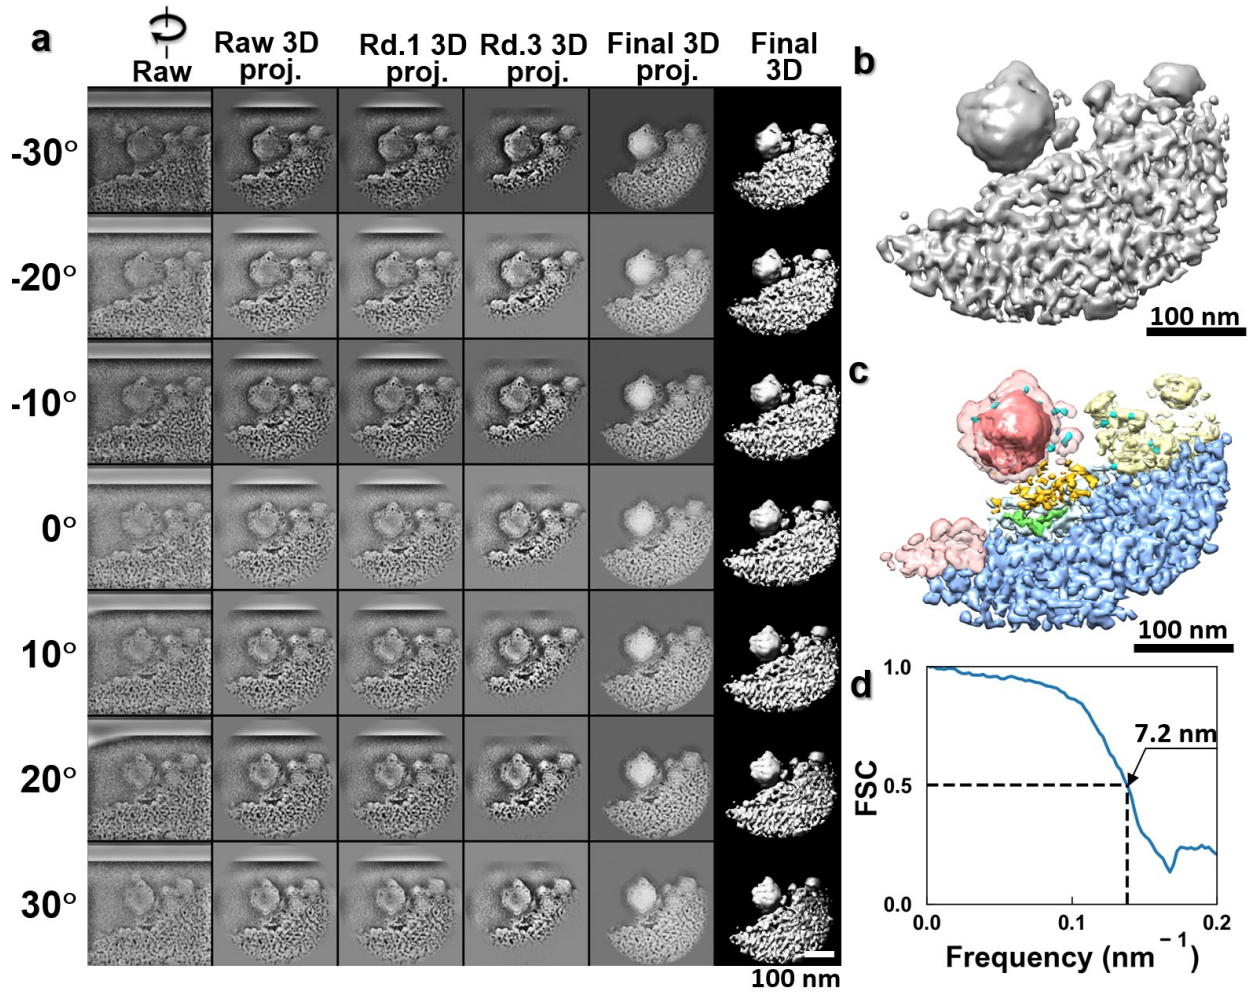 a
Raw
Raw 3D
proj.
Rd.1 3D
proj.
Rd.3 3D
proj.
Final 3D
proj.
Final
3D
-30°
-20°
-10°
0°
10°
20°
30°
100 nm
b
100 nm
c
100 nm
d
1.0
0.5
0.0
FSC
7.2 nm
0.0
0.1
0.2
Frequency (nm⁻¹)